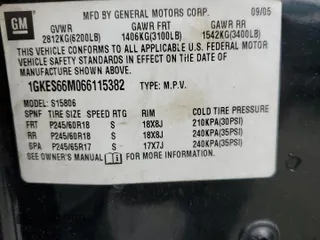 GM
MFD BY GENERAL MOTORS CORP. 09/05
GVWR GAWR FRT GAWR RR
2812KG(6200LB) 1406KG(3100LB) 1542KG(3400LB)
THIS VEHICLE CONFORMS TO ALL APPLICABLE U.S. FEDERAL MOTOR
VEHICLE SAFETY STANDARDS IN EFFECT ON THE DATE OF
MANUFACTURE SHOWN ABOVE.
1GKES66M066115382 TYPE: M.P.V.
MODEL: S15806
SPNF TIRE SIZE SPEED RTG RIM COLD TIRE PRESSURE
FRT P245/60R18 S 18X8J 210KPA(30PSI)
RR P245/60R18 S 18X8J 240KPA(35PSI)
SPA P245/65R17 S 17X7J 240KPA(35PSI)
SEE OWNER'S MANUAL FOR ADDITIONAL INFORMATION